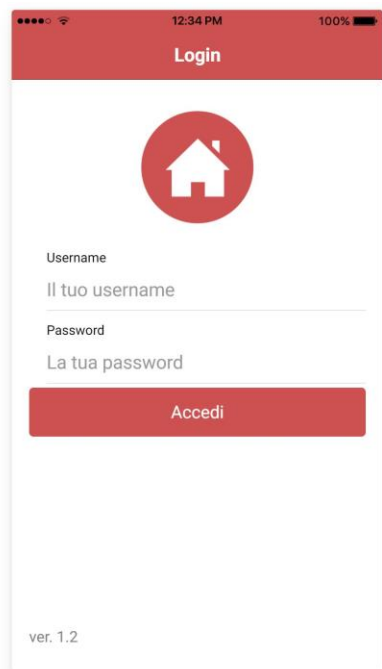 12:34 PM
100%
Login
Username
Il tuo username
Password
La tua password
Accedi
ver. 1.2